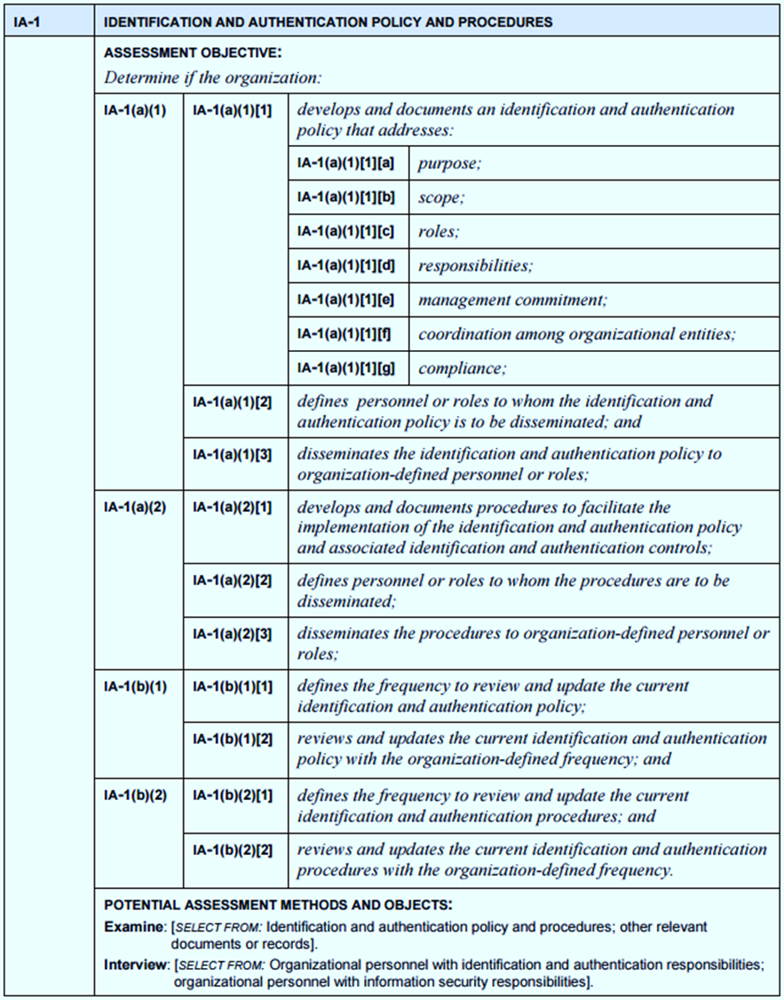 IA-1 IDENTIFICATION AND AUTHENTICATION POLICY AND PROCEDURES
ASSESSMENT OBJECTIVE:
Determine if the organization:
IA-1(a)(1) IA-1(a)(1)[1] develops and documents an identification and authentication
policy that addresses:
IA-1(a)(1)[1][a] purpose;
IA-1(a)(1)[1][b] scope;
IA-1(a)(1)[1][c] roles;
IA-1(a)(1)[1][d] responsibilities;
IA-1(a)(1)[1][e] management commitment;
IA-1(a)(1)[1][f] coordination among organizational entities;
IA-1(a)(1)[1][g] compliance;
IA-1(a)(1)[2] defines personnel or roles to whom the identification and
authentication policy is to be disseminated; and
IA-1(a)(1)[3] disseminates the identification and authentication policy to
organization-defined personnel or roles;
IA-1(a)(2) IA-1(a)(2)[1] develops and documents procedures to facilitate the
implementation of the identification and authentication policy
and associated identification and authentication controls;
IA-1(a)(2)[2] defines personnel or roles to whom the procedures are to be
disseminated;
IA-1(a)(2)[3] disseminates the procedures to organization-defined personnel or
roles;
IA-1(b)(1) IA-1(b)(1)[1] defines the frequency to review and update the current
identification and authentication policy;
IA-1(b)(1)[2] reviews and updates the current identification and authentication
policy with the organization-defined frequency; and
IA-1(b)(2) IA-1(b)(2)[1] defines the frequency to review and update the current
identification and authentication procedures; and
IA-1(b)(2)[2] reviews and updates the current identification and authentication
procedures with the organization-defined frequency.
POTENTIAL ASSESSMENT METHODS AND OBJECTS:
Examine: [SELECT FROM: Identification and authentication policy and procedures; other relevant
documents or records].
Interview: [SELECT FROM: Organizational personnel with identification and authentication responsibilities;
organizational personnel with information security responsibilities].